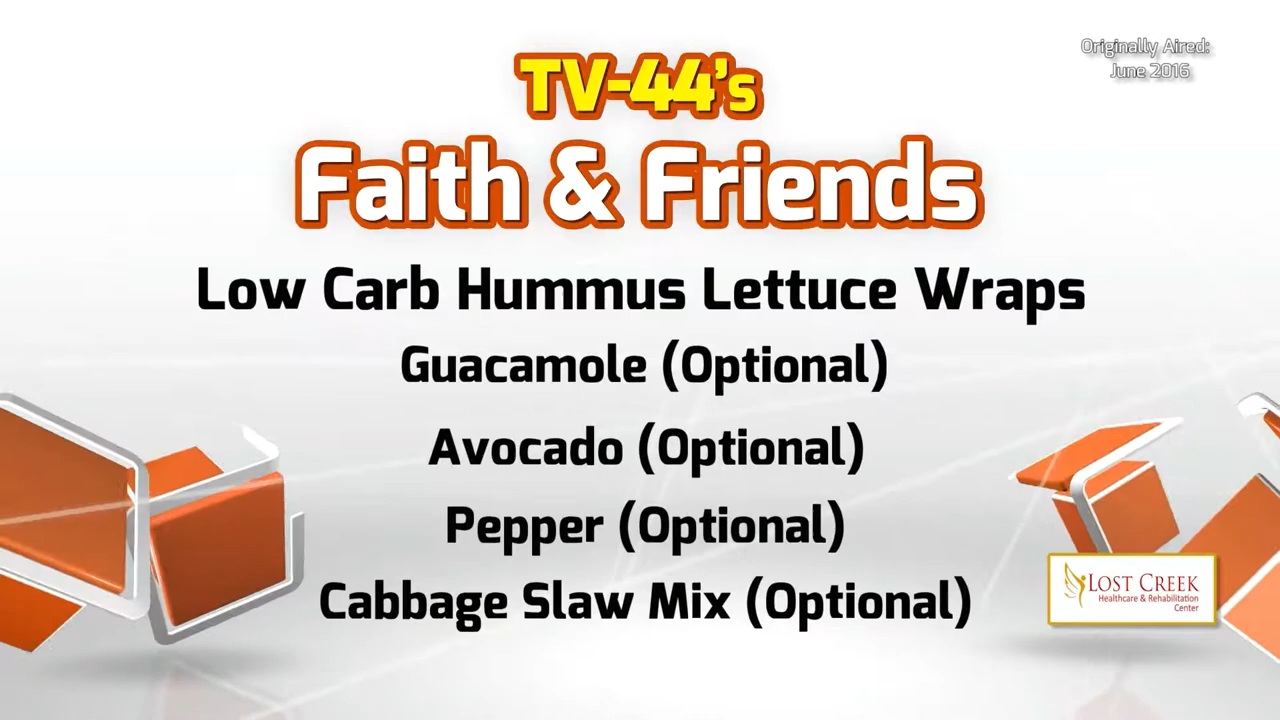 Originally Aired:
June 2016
TV-44's
Faith & Friends
Low Carb Hummus Lettuce Wraps
Guacamole (Optional)
Avocado (Optional)
Pepper (Optional)
Cabbage Slaw Mix (Optional)
LOST CREEK
Healthcare & Rehabilitation
Center